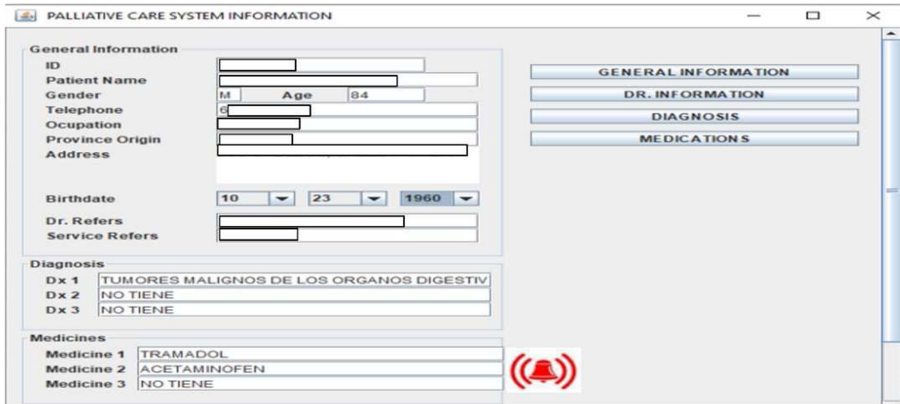 PALLIATIVE CARE SYSTEM INFORMATION
General Information
ID
Patient Name
Gender M Age 84
Telephone 6
Ocupation
Province Origin
Address
Birthdate 10 23 1960
Dr. Refers
Service Refers
GENERAL INFORMATION
DR. INFORMATION
DIAGNOSIS
MEDICATIONS
Diagnosis
Dx 1 TUMORES MALIGNOS DE LOS ORGANOS DIGESTIV
Dx 2 NO TIENE
Dx 3 NO TIENE
Medicines
Medicine 1 TRAMADOL
Medicine 2 ACETAMINOFEN
Medicine 3 NO TIENE